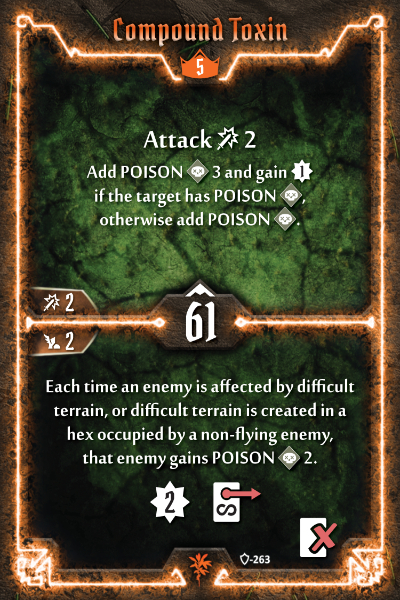 Compound Toxin
5
Attack 2
Add POISON 3 and gain 1
if the target has POISON ,
otherwise add POISON .
2
61
2
Each time an enemy is affected by difficult
terrain, or difficult terrain is created in a
hex occupied by a non-flying enemy,
that enemy gains POISON 2.
2 S
-263